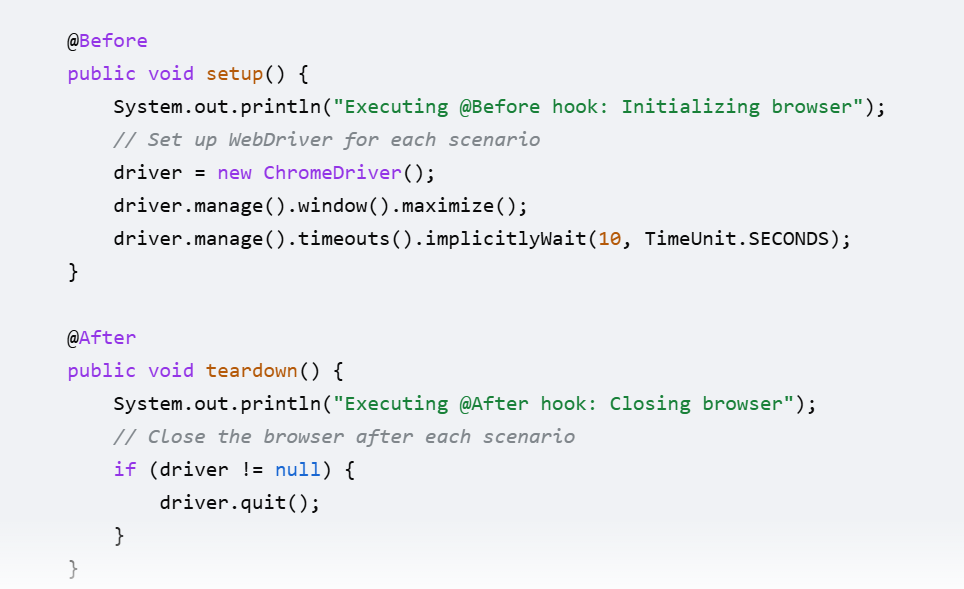 @Before
public void setup() {
    System.out.println("Executing @Before hook: Initializing browser");
    // Set up WebDriver for each scenario
    driver = new ChromeDriver();
    driver.manage().window().maximize();
    driver.manage().timeouts().implicitlyWait(10, TimeUnit.SECONDS);
}

@After
public void teardown() {
    System.out.println("Executing @After hook: Closing browser");
    // Close the browser after each scenario
    if (driver != null) {
        driver.quit();
    }
}